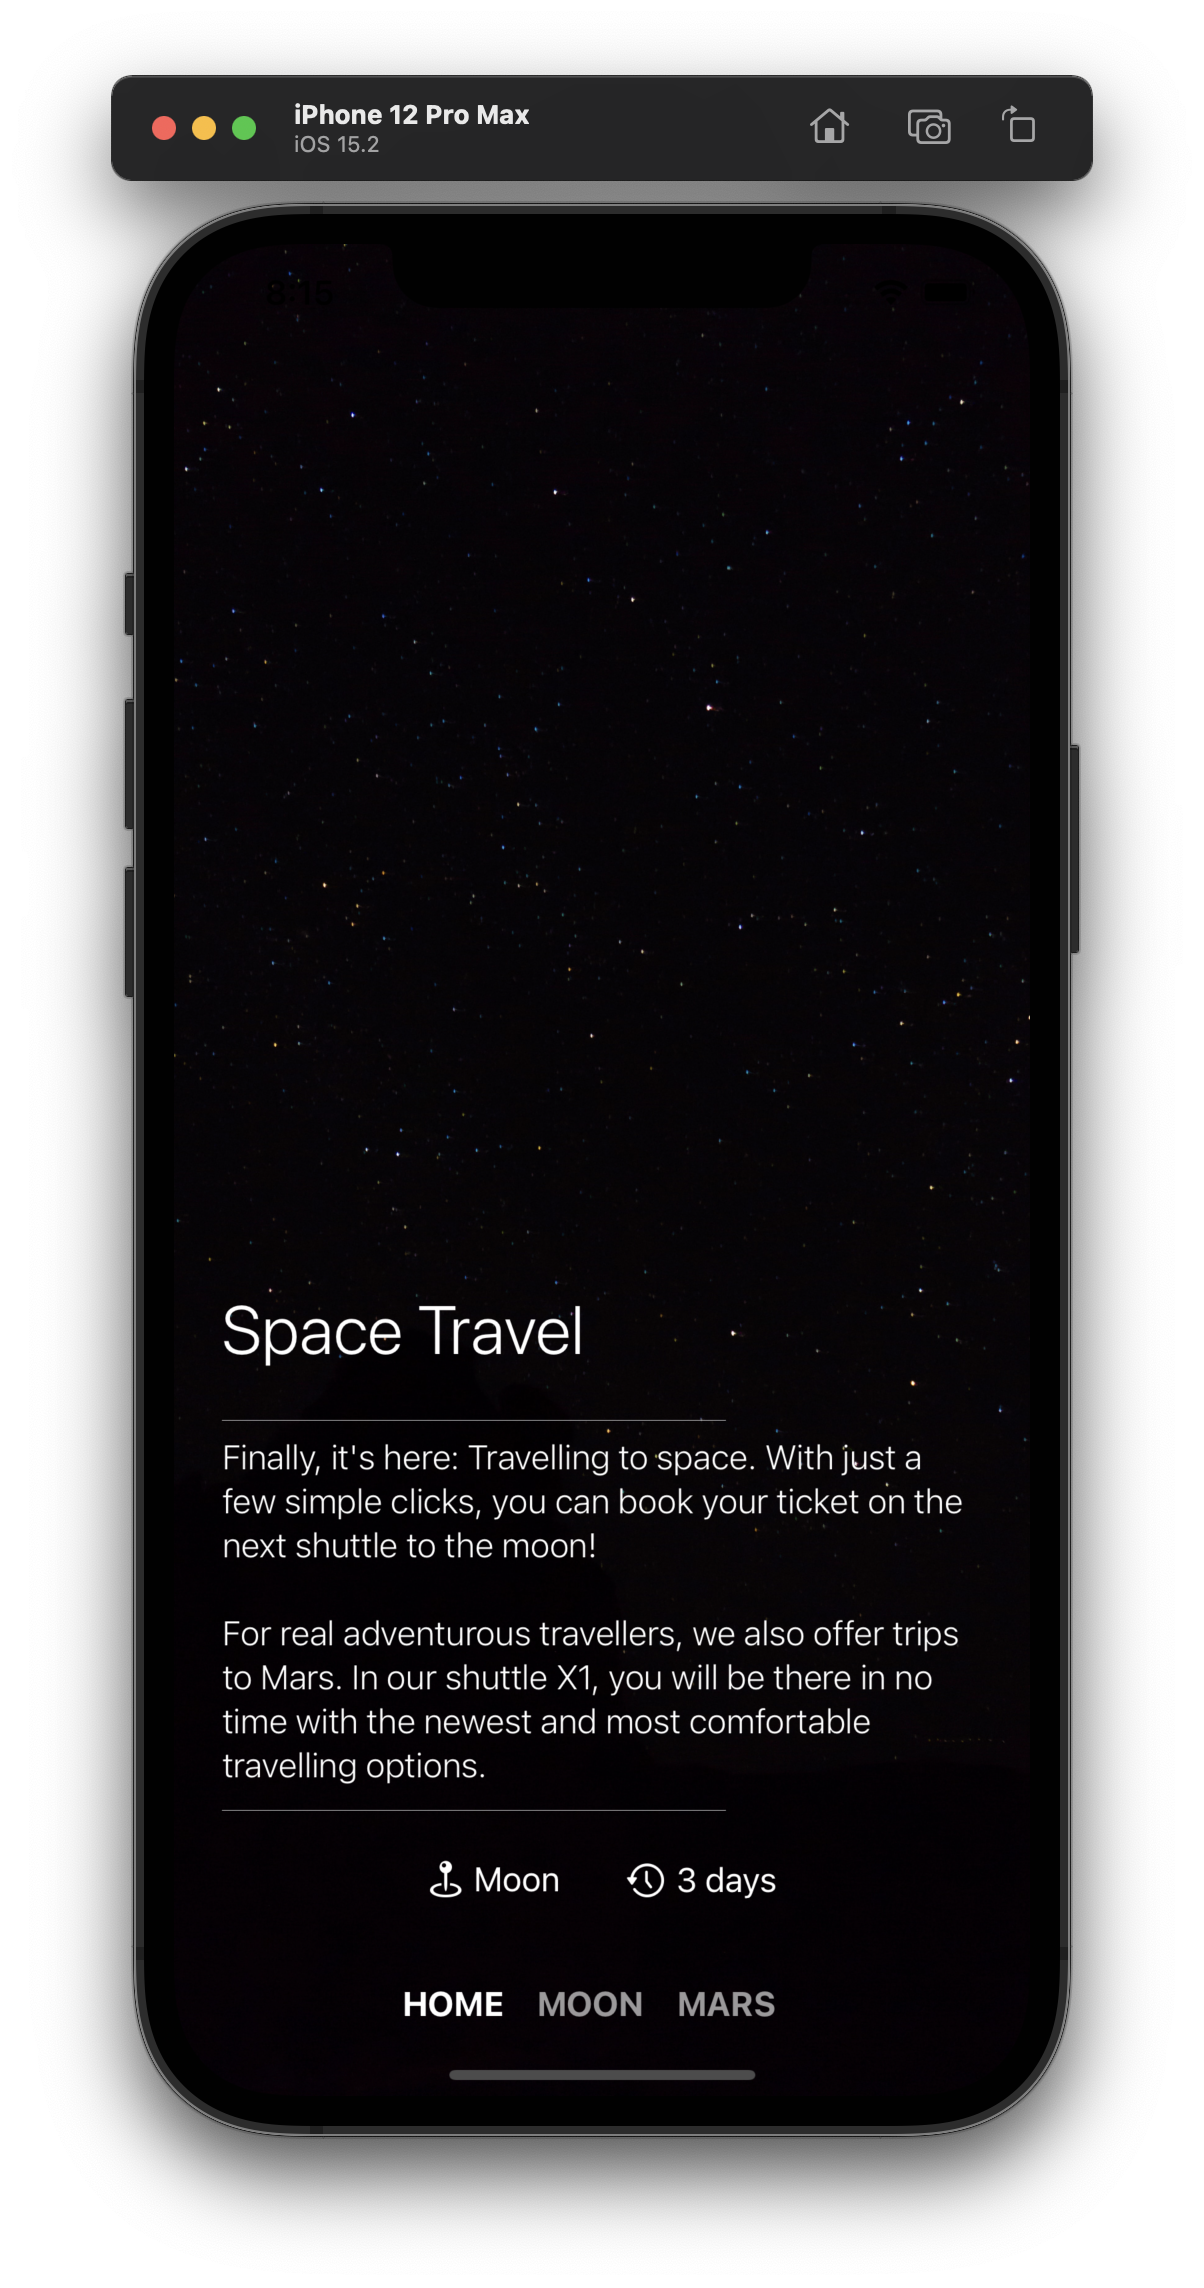 iPhone 12 Pro Max
iOS 15.2
8:15
Space Travel
Finally, it's here: Travelling to space. With just a
few simple clicks, you can book your ticket on the
next shuttle to the moon!
For real adventurous travellers, we also offer trips
to Mars. In our shuttle X1, you will be there in no
time with the newest and most comfortable
travelling options.
Moon 3 days
HOME MOON MARS